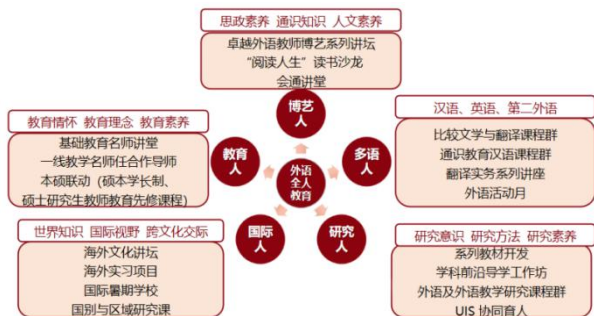 思政素养 通识知识 人文素养
卓越外语教师博艺系列讲坛
“阅读人生”读书沙龙
会通讲堂
博艺
人
教育情怀 教育理念 教育素养
基础教育名师讲堂
一线教学名师任合作导师
本硕联动（硕本学长制、
硕士研究生教师教育先修课程）
教育
人
汉语、英语、第二外语
比较文学与翻译课程群
通识教育汉语课程群
翻译实务系列讲座
外语活动月
多语
人
外语
全人
教育
世界知识 国际视野 跨文化交际
海外文化讲坛
海外实习项目
国际暑期学校
国别与区域研究课
国际
人
研究
人
研究意识 研究方法 研究素养
系列教材开发
学科前沿导学工作坊
外语及外语教学研究课程群
UIS 协同育人